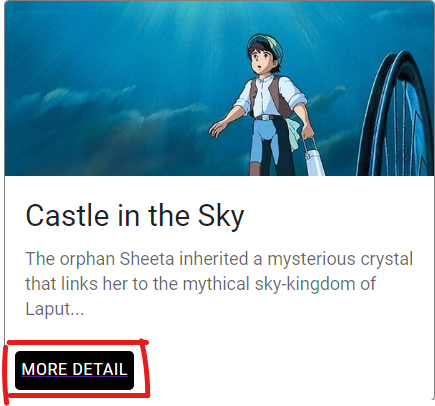 Castle in the Sky
The orphan Sheeta inherited a mysterious crystal
that links her to the mythical sky-kingdom of
Laput...
MORE DETAIL